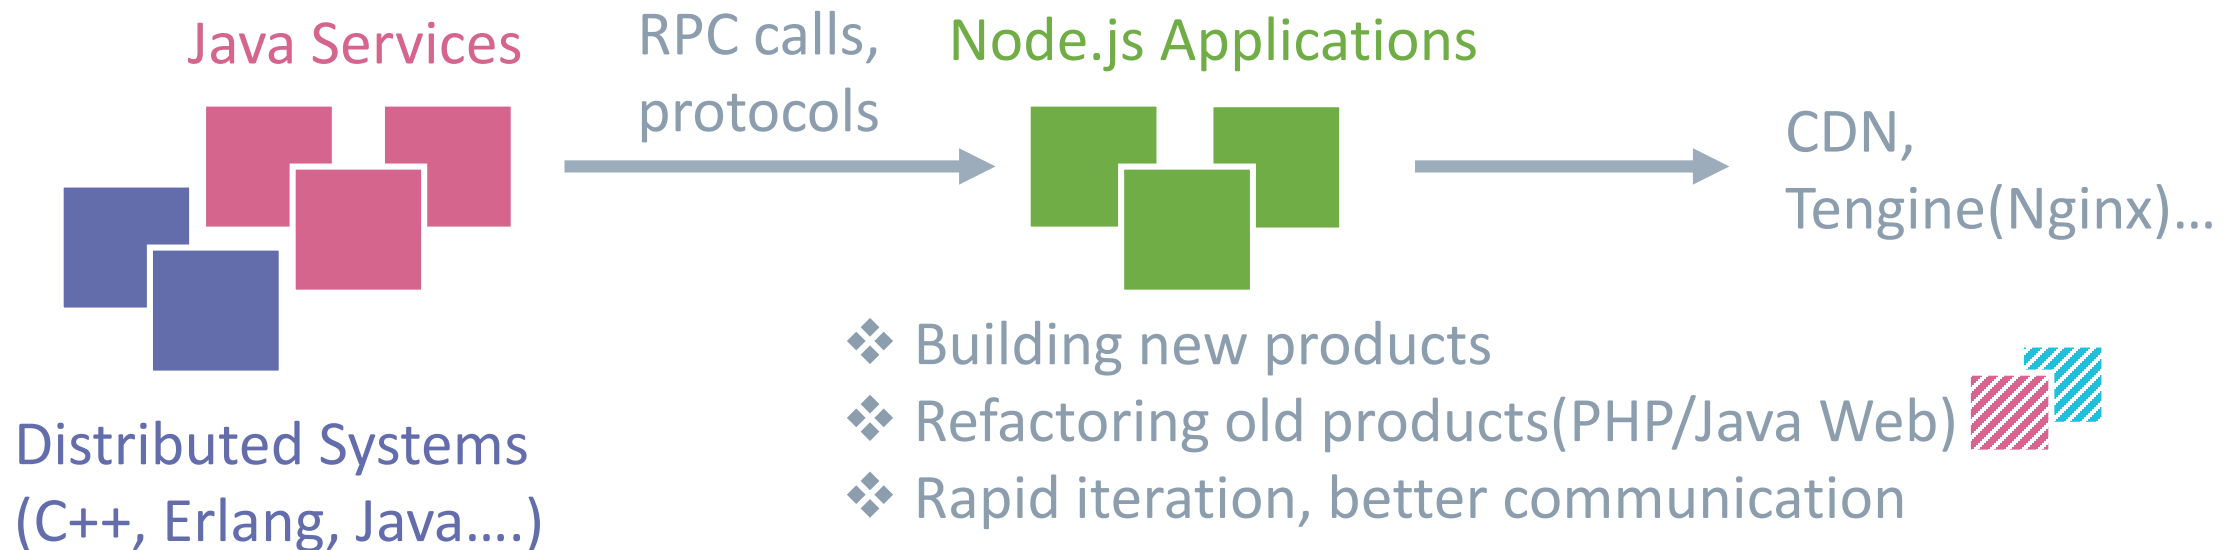 Java Services
RPC calls,
protocols
Node.js Applications
CDN,
Tengine(Nginx)...
Distributed Systems
(C++, Erlang, Java....)
❖ Building new products
❖ Refactoring old products(PHP/Java Web)
❖ Rapid iteration, better communication